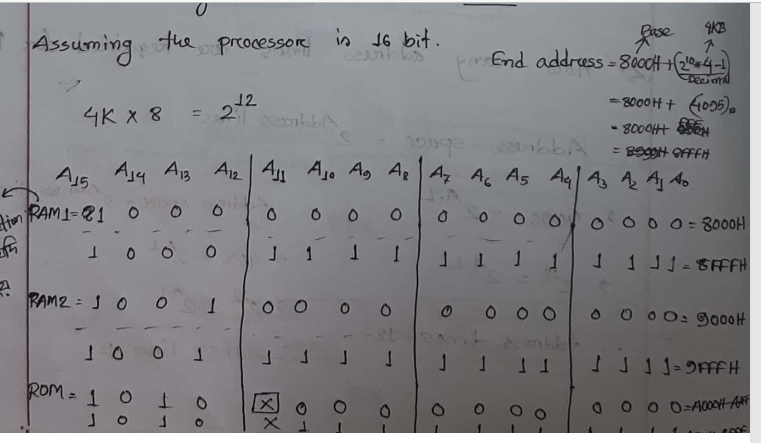 Assuming the processor is 16 bit.
Base 4KB
End address = 8000H + (2¹⁰*4-1)
Decimal
= 8000H + (4095)₁₀
= 8000H + FFFH
= 8FFFH
4K x 8 = 2¹²
A15 A14 A13 A12 A11 A10 A9 A8 A7 A6 A5 A4 A3 A2 A1 A0
RAM1 = 1 0 0 0 0 0 0 0 0 0 0 0 0 0 0 0 = 8000H
1 0 0 0 1 1 1 1 1 1 1 1 1 1 1 1 = 8FFFH
RAM2 = 1 0 0 1 0 0 0 0 0 0 0 0 0 0 0 0 = 9000H
1 0 0 1 1 1 1 1 1 1 1 1 1 1 1 1 = 9FFFH
ROM = 1 0 1 0 X 0 0 0 0 0 0 0 0 0 0 0 = A000H
1 0 1 0 X 1 1 1